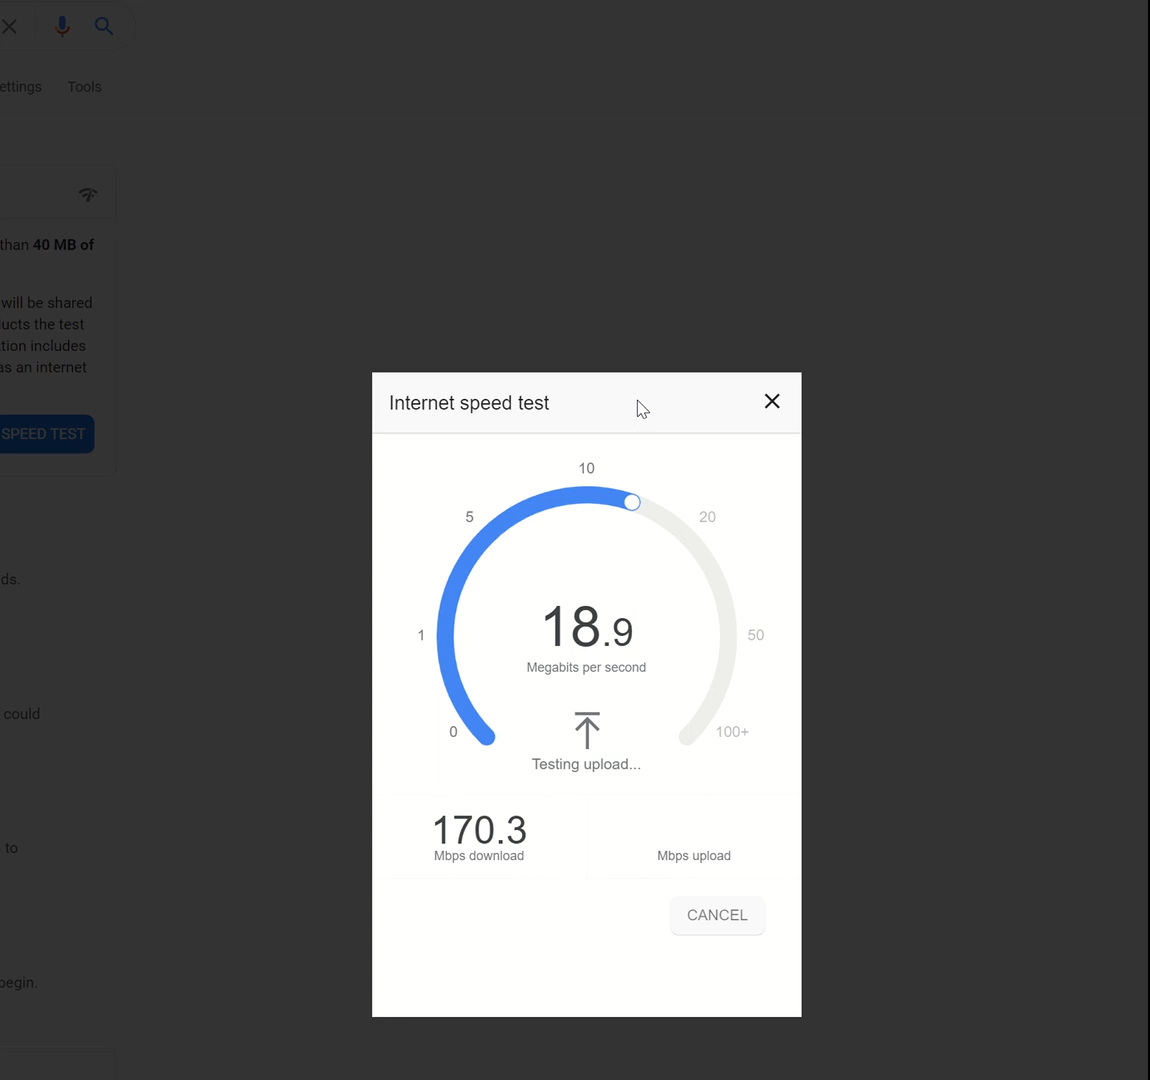 ettings Tools
than 40 MB of
will be shared
ucts the test
tion includes
as an internet
SPEED TEST
ds.
could
to
begin.
Internet speed test
10
5
20
1
50
0
100+
18.9
Megabits per second
Testing upload...
170.3
Mbps download
Mbps upload
CANCEL